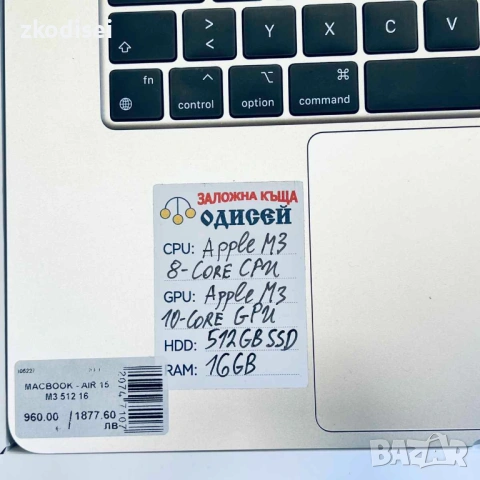 zkodisei
> <
Y
X
C
V
fn
control
option
⌘
command
ЗАЛОЖНА КЪЩА
ОДИСЕЙ
CPU: Apple M3
8-CORE CPU
GPU: Apple M3
10-CORE GPU
HDD: 512GB SSD
RAM: 16GB
MACBOOK - AIR 15
M3 512 16
960.00 / 1877.60
ЛВ
20747107
BAZAR